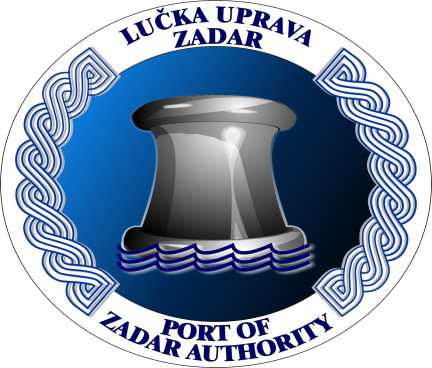 LUČKA UPRAVA
ZADAR
PORT OF
ZADAR AUTHORITY